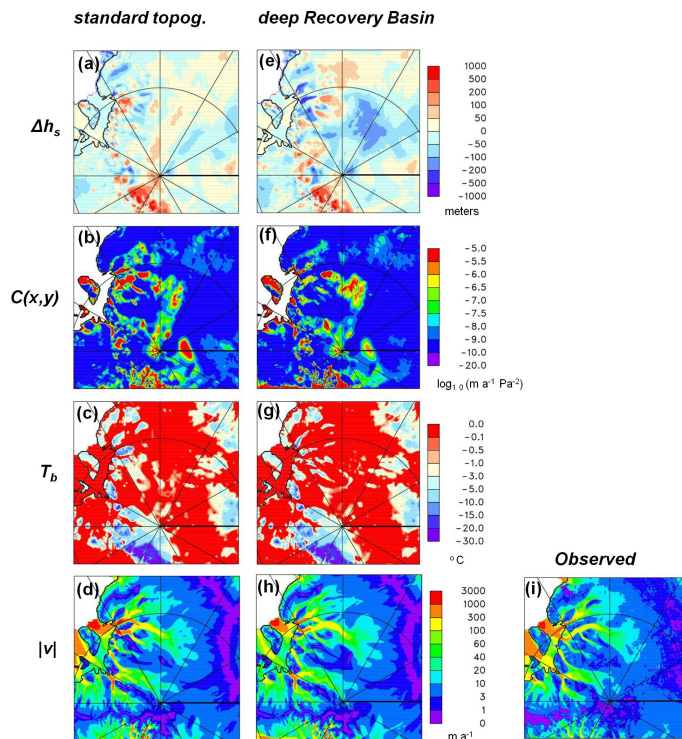 standard topog.
deep Recovery Basin
(a)
(e)
Δhs
1000
500
200
100
50
0
-50
-100
-200
-500
-1000
meters
(b)
(f)
C(x,y)
-5.0
-5.5
-6.0
-6.5
-7.0
-7.5
-8.0
-9.0
-10.0
-20.0
log10 (m a-1 Pa-2)
(c)
(g)
Tb
0.0
-0.1
-0.5
-1.0
-3.0
-5.0
-10.0
-15.0
-20.0
-30.0
o C
Observed
(d)
(h)
(i)
|v|
3000
1000
300
60
40
20
10
3
1
0
m a-1